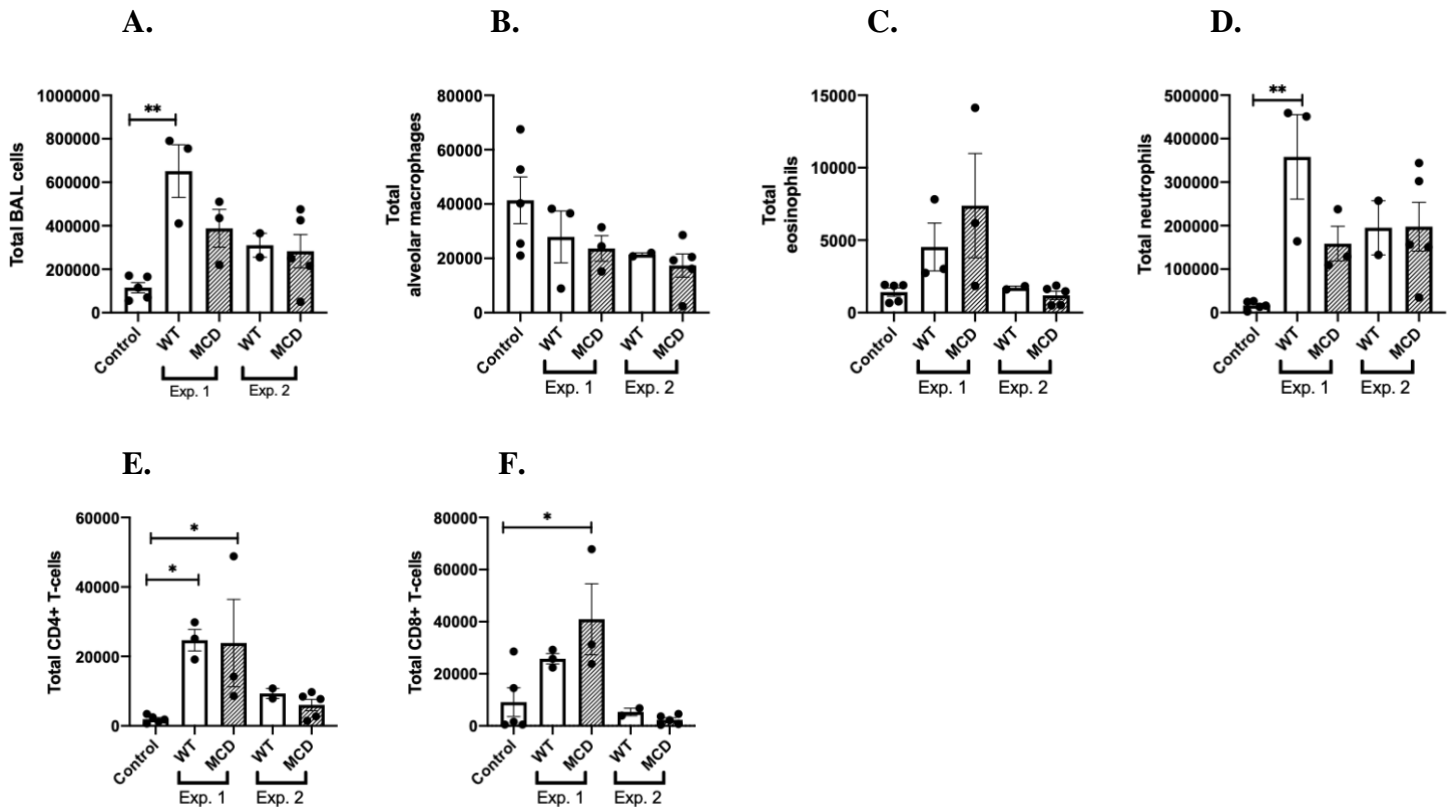 A.
B.
C.
D.
Total BAL cells
1000000
800000
600000
400000
200000
0
**
Control
WT
MCD
WT
MCD
Exp. 1
Exp. 2
Total
alveolar macrophages
80000
60000
40000
20000
0
Control
WT
MCD
WT
MCD
Exp. 1
Exp. 2
Total
eosinophils
15000
10000
5000
0
Control
WT
MCD
WT
MCD
Exp. 1
Exp. 2
Total neutrophils
500000
400000
300000
200000
100000
0
**
Control
WT
MCD
WT
MCD
Exp. 1
Exp. 2
E.
F.
Total CD4+ T-cells
60000
40000
20000
0
*
*
Control
WT
MCD
WT
MCD
Exp. 1
Exp. 2
Total CD8+ T-cells
80000
60000
40000
20000
0
*
Control
WT
MCD
WT
MCD
Exp. 1
Exp. 2